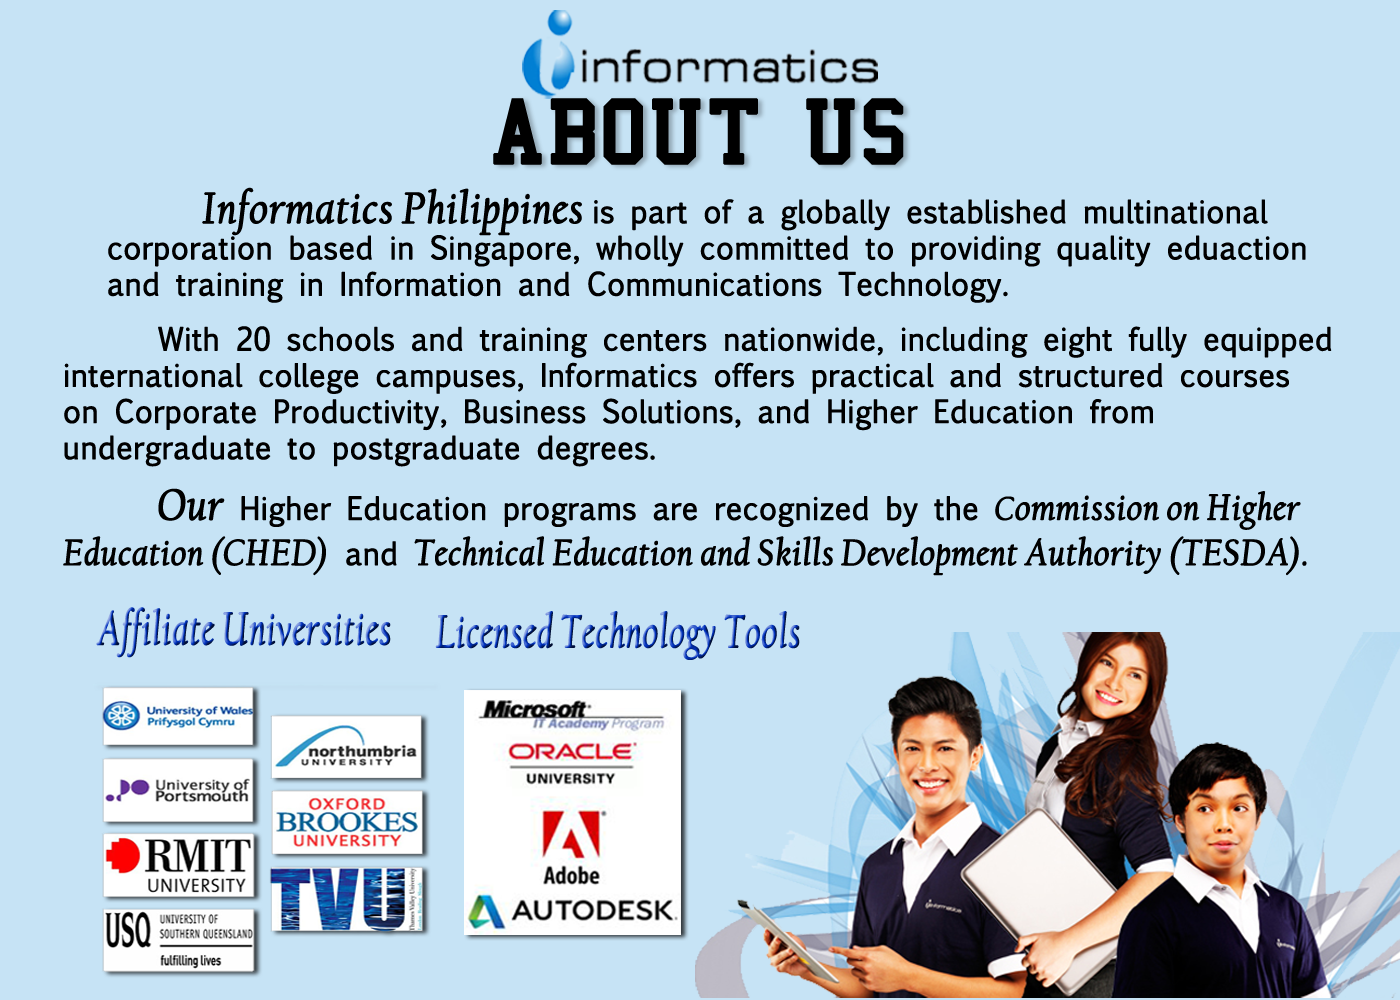 informatics
ABOUT US
Informatics Philippines is part of a globally established multinational
corporation based in Singapore, wholly committed to providing quality eduaction
and training in Information and Communications Technology.
With 20 schools and training centers nationwide, including eight fully equipped
international college campuses, Informatics offers practical and structured courses
on Corporate Productivity, Business Solutions, and Higher Education from
undergraduate to postgraduate degrees.
Our Higher Education programs are recognized by the Commission on Higher
Education (CHED) and Technical Education and Skills Development Authority (TESDA).
Affiliate Universities
University of Wales
Prifysgol Cymru
University of
Portsmouth
RMIT
UNIVERSITY
USQ
UNIVERSITY OF
SOUTHERN QUEENSLAND
fulfilling lives
northumbria
UNIVERSITY
OXFORD
BROOKES
UNIVERSITY
TVU
Thames Valley University
Licensed Technology Tools
Microsoft
IT Academy Program
ORACLE
UNIVERSITY
Adobe
AUTODESK
informatics
informatics